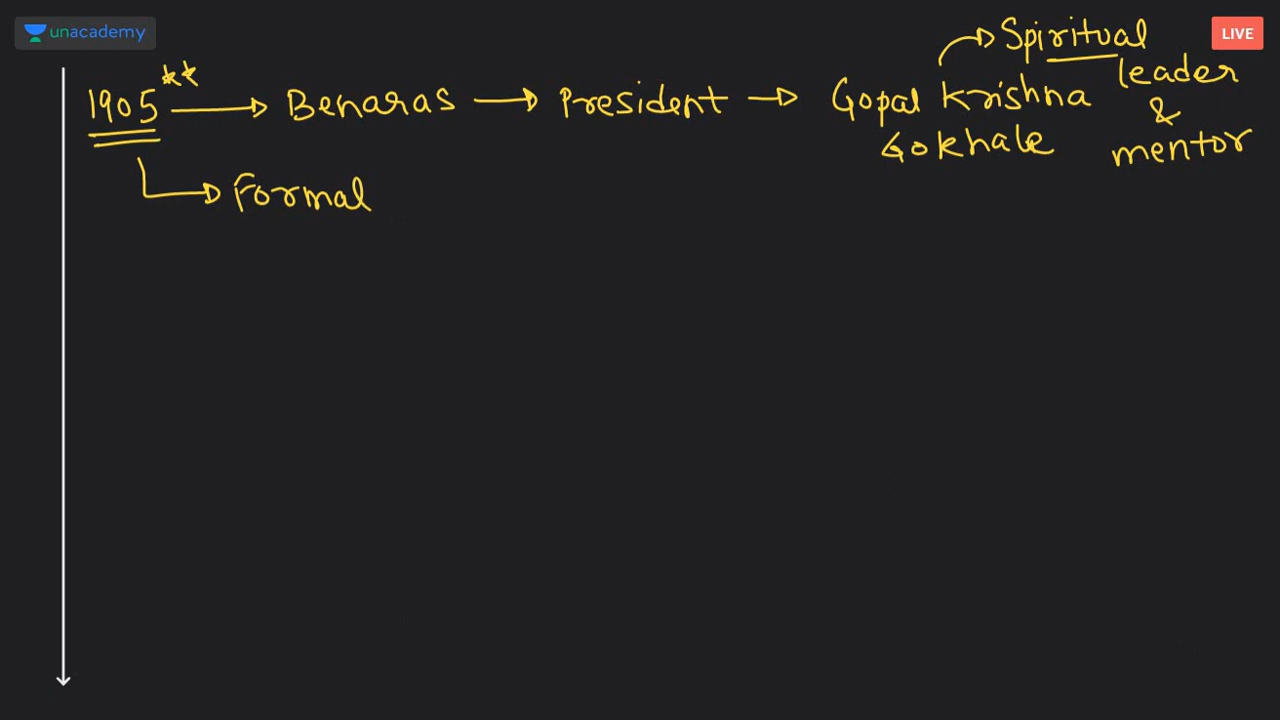 unacademy
LIVE
Spiritual
leader
&
mentor
1905** → Benaras → President → Gopal Krishna
Gokhale
Formal